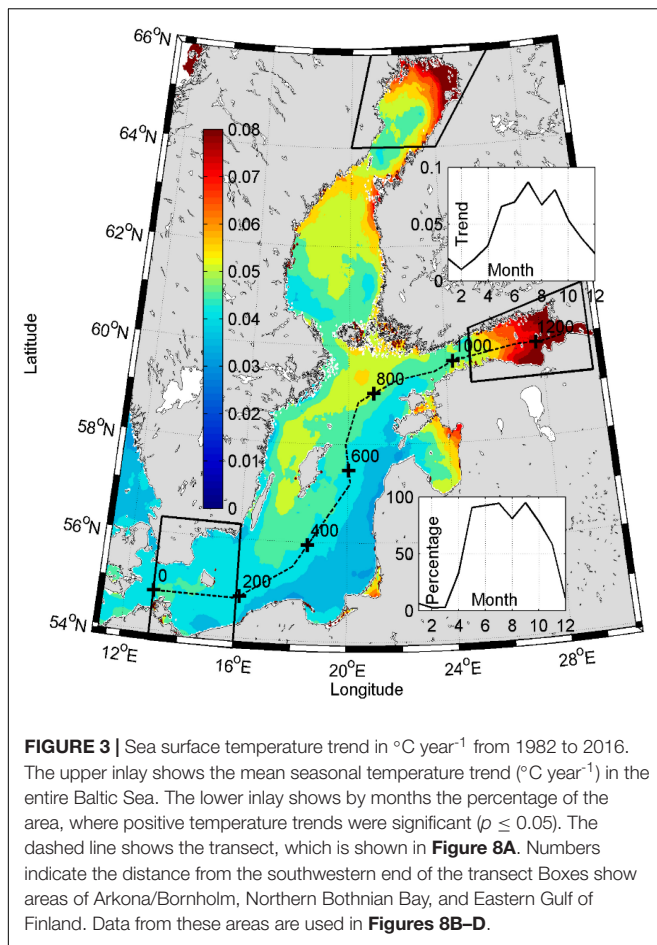 66°N
64°N
62°N
60°N
58°N
56°N
54°N
Latitude
0.08
0.07
0.06
0.05
0.04
0.03
0.02
0.01
0
0.1
0.05
0
Trend
Month
2 4 6 8 10 12
1200
1000
800
600
400
200
0
100
50
0
Percentage
Month
2 4 6 8 10 12
12°E 16°E 20°E 24°E 28°E
Longitude
FIGURE 3 | Sea surface temperature trend in °C year-1 from 1982 to 2016.
The upper inlay shows the mean seasonal temperature trend (°C year-1) in the
entire Baltic Sea. The lower inlay shows by months the percentage of the
area, where positive temperature trends were significant (p ≤ 0.05). The
dashed line shows the transect, which is shown in Figure 8A. Numbers
indicate the distance from the southwestern end of the transect Boxes show
areas of Arkona/Bornholm, Northern Bothnian Bay, and Eastern Gulf of
Finland. Data from these areas are used in Figures 8B–D.